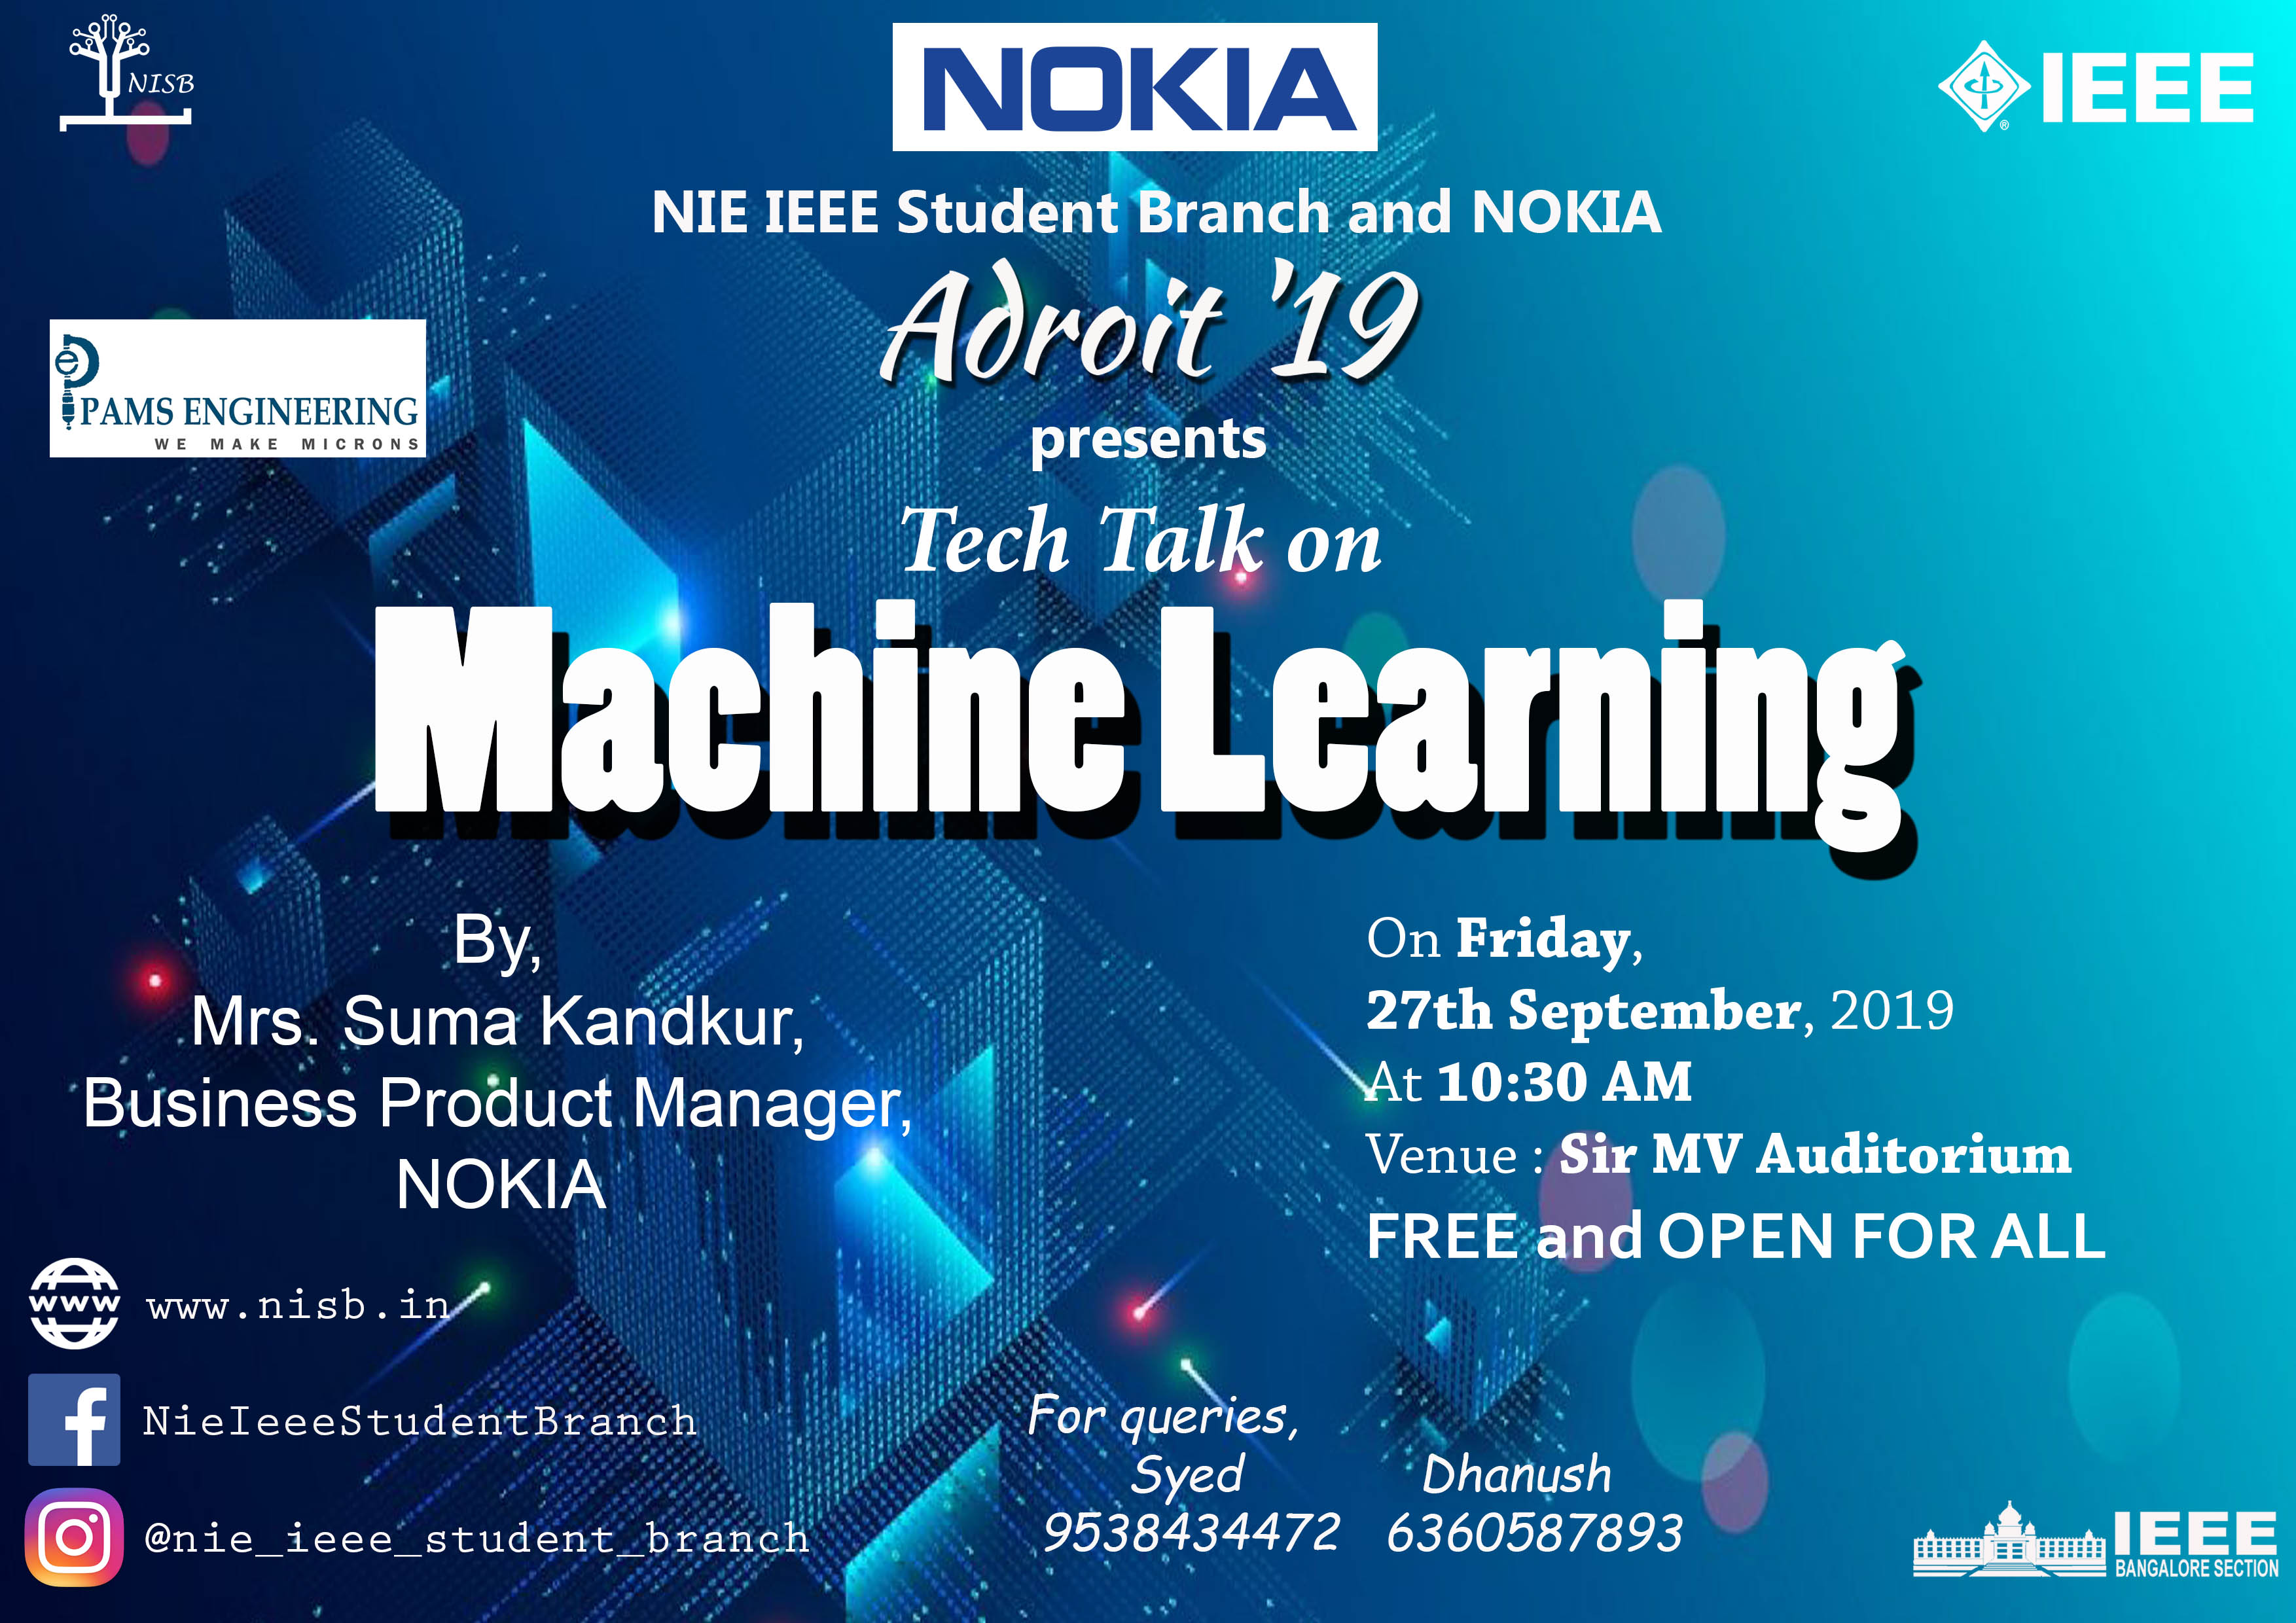 NISB
NOKIA
IEEE
NIE IEEE Student Branch and NOKIA
Adroit '19
PAMS ENGINEERING
WE MAKE MICRONS
presents
Tech Talk on
Machine Learning
By,
Mrs. Suma Kandkur,
Business Product Manager,
NOKIA
On Friday,
27th September, 2019
At 10:30 AM
Venue : Sir MV Auditorium
FREE and OPEN FOR ALL
www
www.nisb.in
NieIeeeStudentBranch
@nie_ieee_student_branch
For queries,
Syed Dhanush
9538434472 6360587893
IEEE
BANGALORE SECTION